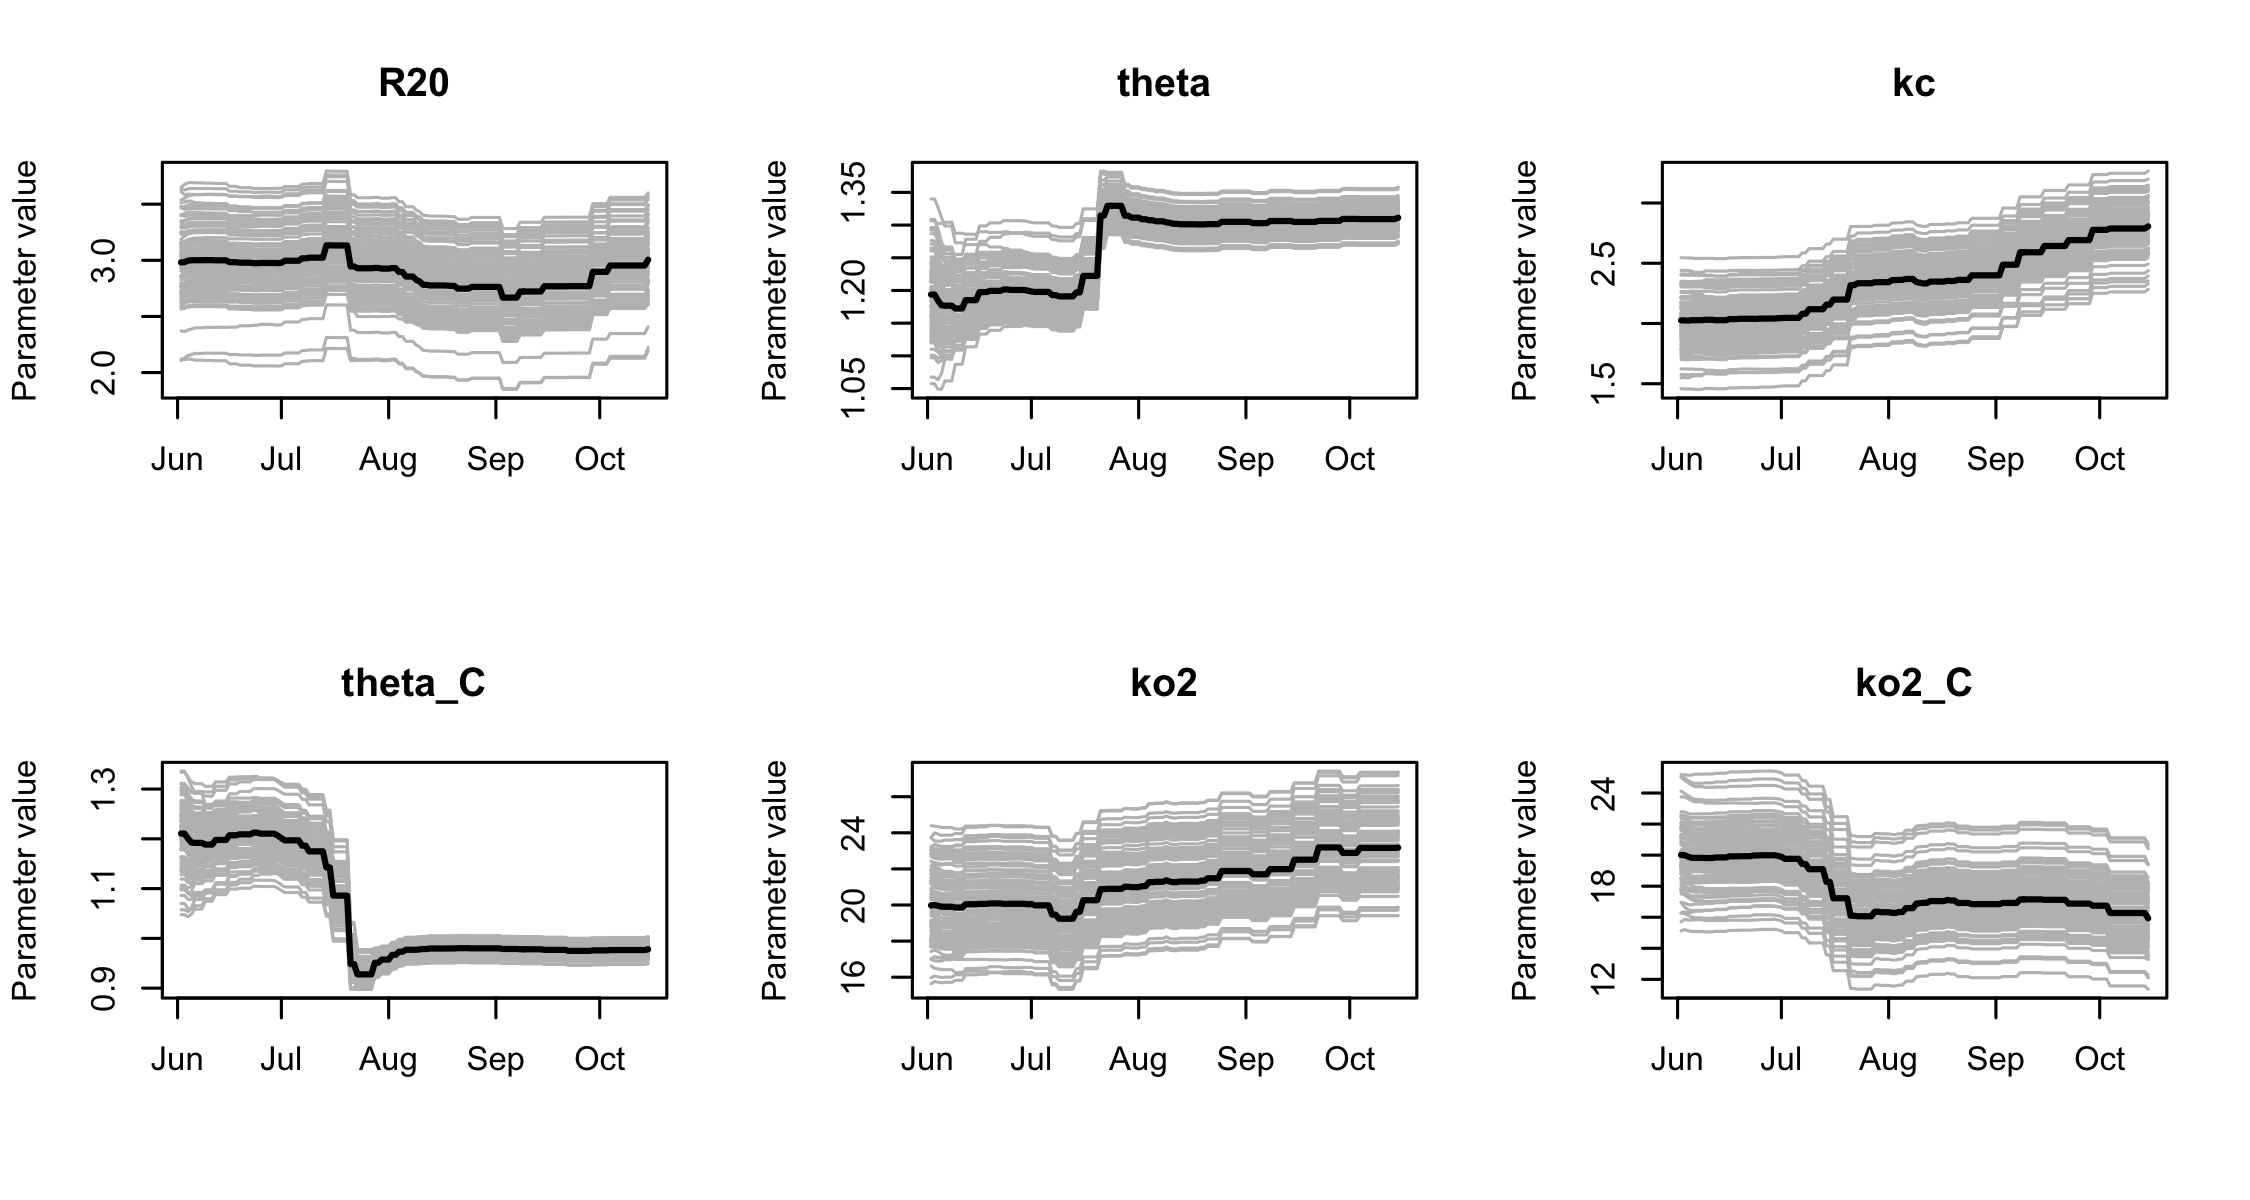 R20
theta
kc
Parameter value
Parameter value
Parameter value
3.0
2.0
1.35
1.20
1.05
2.5
1.5
Jun Jul Aug Sep Oct
Jun Jul Aug Sep Oct
Jun Jul Aug Sep Oct
theta_C
ko2
ko2_C
Parameter value
Parameter value
Parameter value
1.3
1.1
0.9
24
20
16
24
18
12
Jun Jul Aug Sep Oct
Jun Jul Aug Sep Oct
Jun Jul Aug Sep Oct